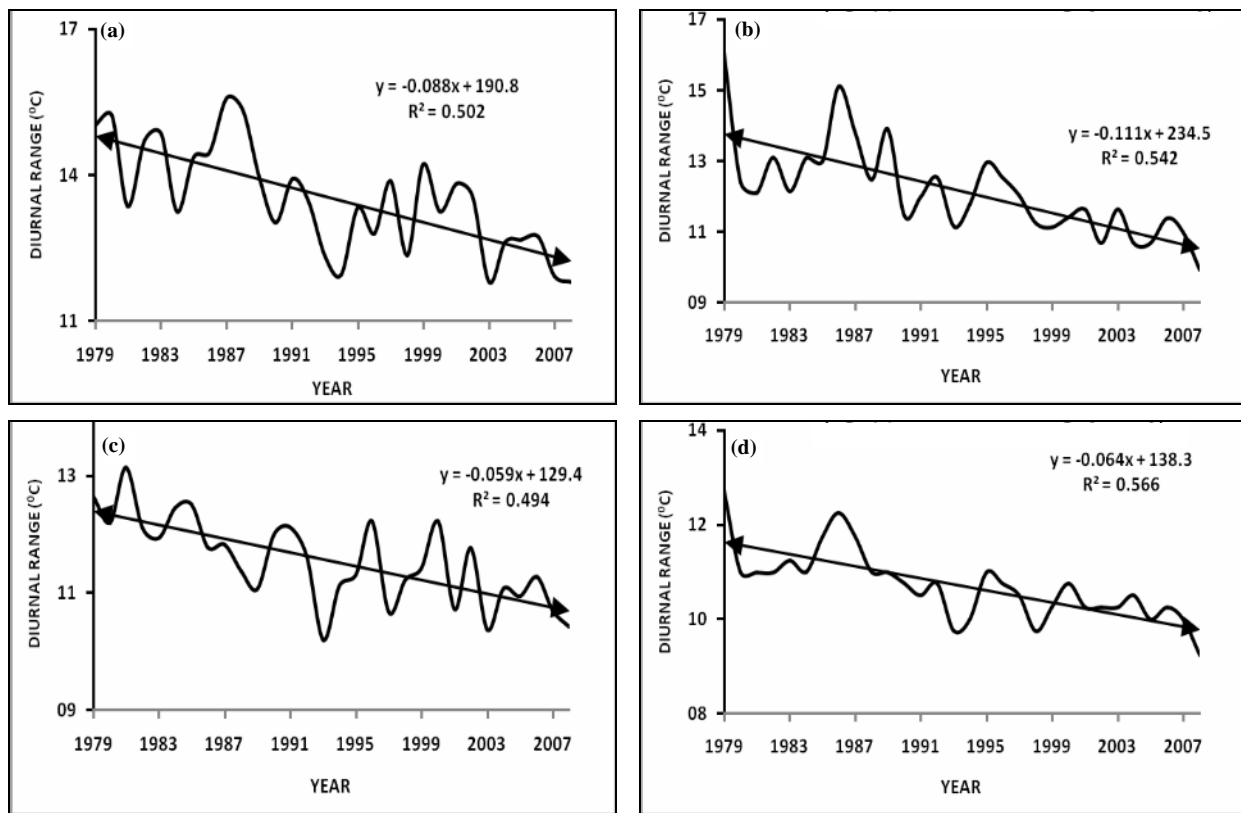 (a)
17
14
11
DIURNAL RANGE (⁰C)
y = -0.088x + 190.8
R² = 0.502
1979 1983 1987 1991 1995 1999 2003 2007
YEAR
(b)
17
15
13
11
09
DIURNAL RANGE (⁰C)
y = -0.111x + 234.5
R² = 0.542
1979 1983 1987 1991 1995 1999 2003 2007
YEAR
(c)
13
11
09
DIURNAL RANGE (⁰C)
y = -0.059x + 129.4
R² = 0.494
1979 1983 1987 1991 1995 1999 2003 2007
YEAR
(d)
14
12
10
08
DIURNAL RANGE (⁰C)
y = -0.064x + 138.3
R² = 0.566
1979 1983 1987 1991 1995 1999 2003 2007
YEAR